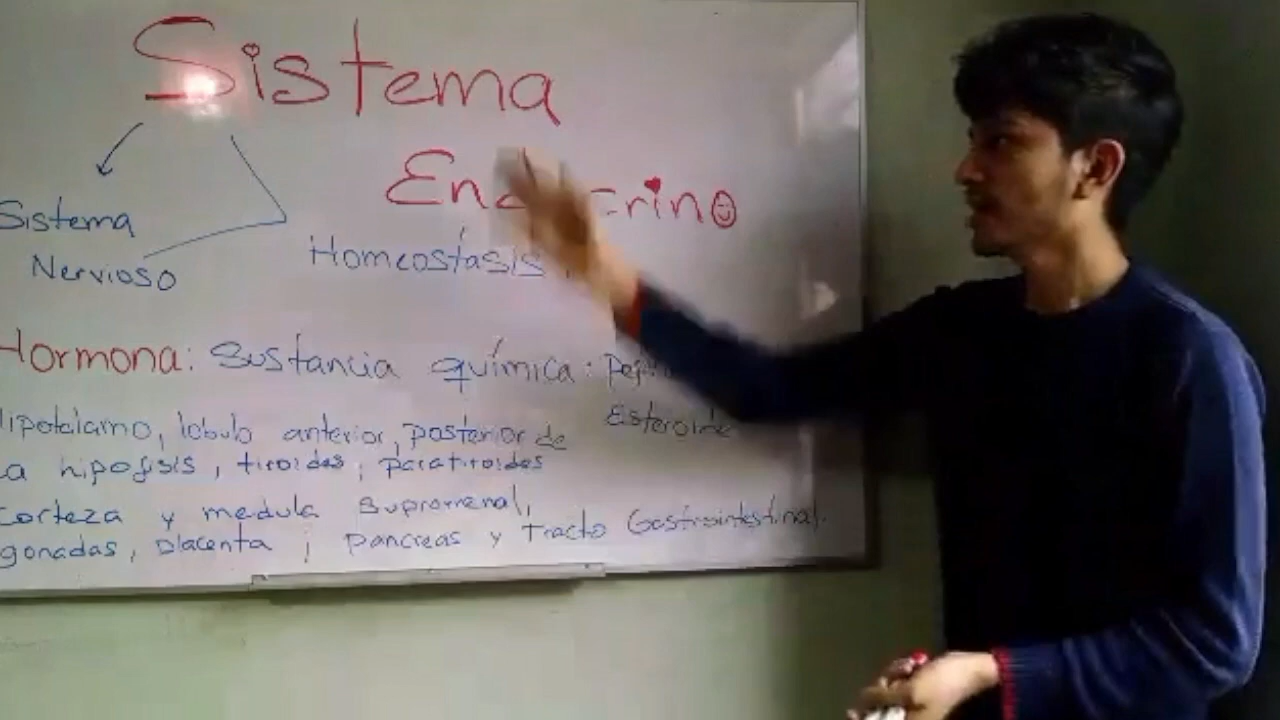 Sistema
Sistema
Nervioso
Homeostasis
Hormona: Sustancia química:
Esteroide
lipotálamo, lobulo anterior, posterior de
a hipofisis, tiroides, paratiroides
corteza y medula suprarrenal,
gonadas, placenta, pancreas y tracto Gastrointestinal.